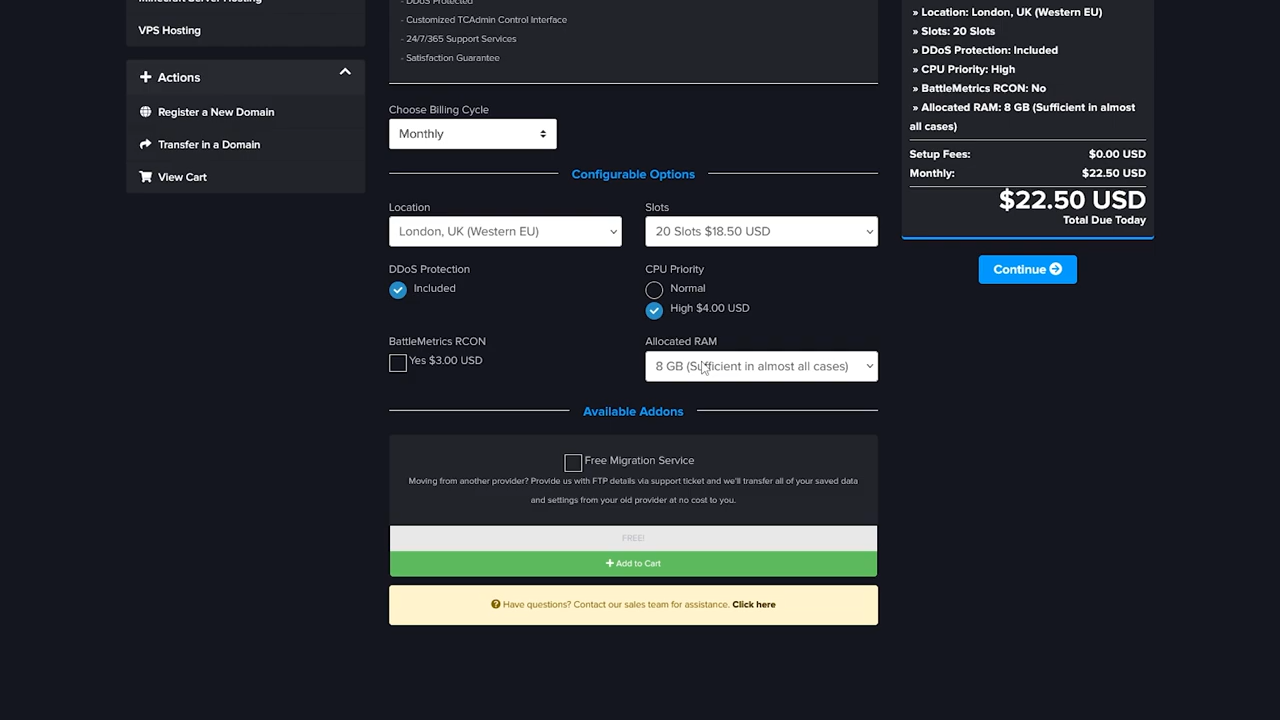 VPS Hosting
Actions
Register a New Domain
Transfer in a Domain
View Cart
- DDoS Protected
- Customized TCAdmin Control Interface
- 24/7/365 Support Services
- Satisfaction Guarantee
Choose Billing Cycle
Monthly
Configurable Options
Location
London, UK (Western EU)
Slots
20 Slots $18.50 USD
DDoS Protection
Included
CPU Priority
Normal
High $4.00 USD
BattleMetrics RCON
Yes $3.00 USD
Allocated RAM
8 GB (Sufficient in almost all cases)
Available Addons
Free Migration Service
Moving from another provider? Provide us with FTP details via support ticket and we'll transfer all of your saved data
and settings from your old provider at no cost to you.
FREE!
+ Add to Cart
Have questions? Contact our sales team for assistance. Click here
» Location: London, UK (Western EU)
» Slots: 20 Slots
» DDoS Protection: Included
» CPU Priority: High
» BattleMetrics RCON: No
» Allocated RAM: 8 GB (Sufficient in almost
all cases)
Setup Fees: $0.00 USD
Monthly: $22.50 USD
$22.50 USD
Total Due Today
Continue